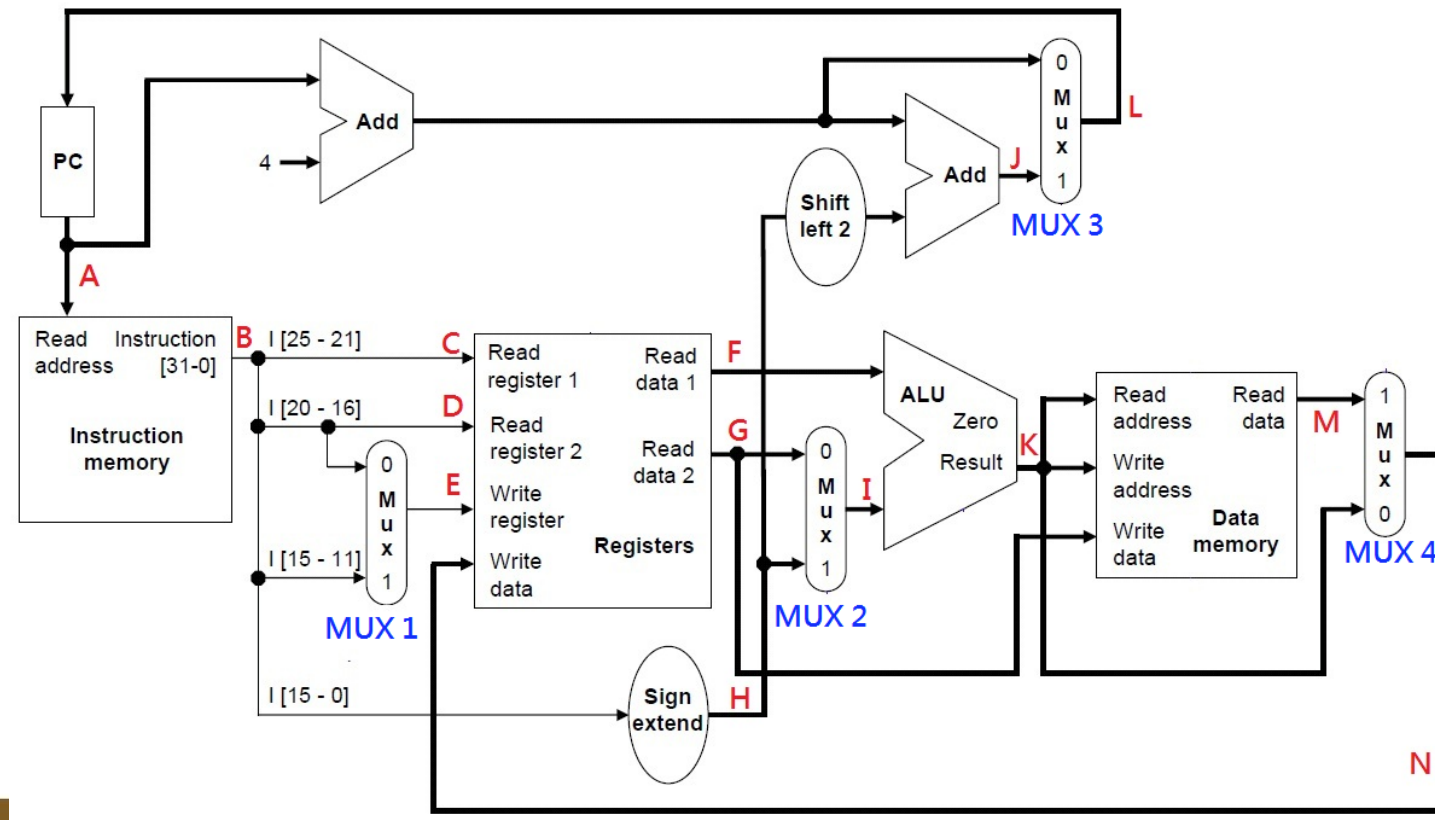 PC
Add
4
0
M
u
x
1
L
J
Add
Shift
left 2
MUX 3
A
Read
address
Instruction
[31-0]
Instruction
memory
B
I [25 - 21]
C
I [20 - 16]
D
0
M
u
x
1
E
I [15 - 11]
MUX 1
I [15 - 0]
Read
register 1
Read
data 1
Read
register 2
Read
data 2
Write
register
Registers
Write
data
F
G
0
M
u
x
1
I
MUX 2
Sign
extend
H
ALU
Zero
Result
K
Read
address
Read
data
Write
address
Write
data
Data
memory
M
1
M
u
x
0
MUX 4
N